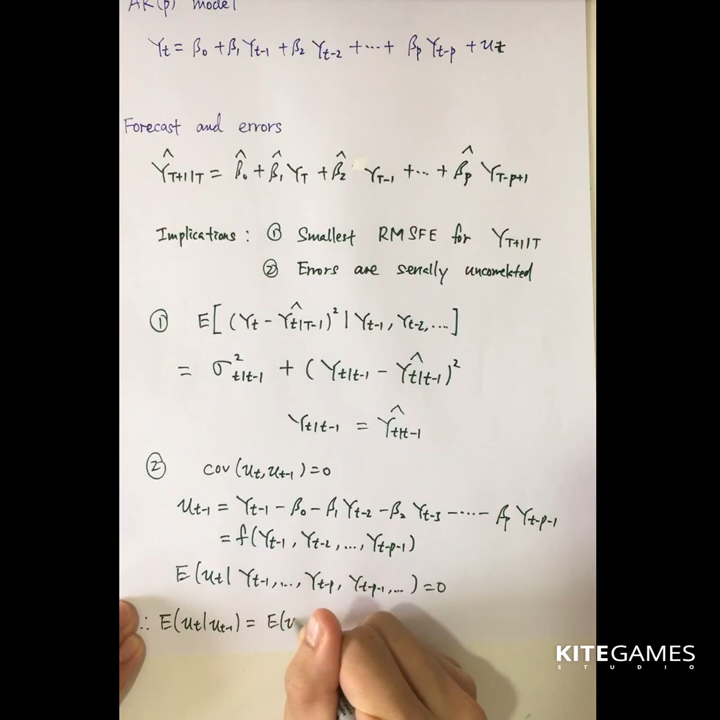 AR(p) model
Yt = β0 + β1 Yt-1 + β2 Yt-2 + ... + βp Yt-p + ut
Forecast and errors
ŶT+1|T = β̂0 + β̂1 YT + β̂2 YT-1 + ... + β̂p YT-p+1
Implications : ① Smallest RMSFE for YT+1|T
② Errors are serially uncorrelated
① E[(Yt - Ŷt|T-1)² | Yt-1, Yt-2, ...]
= σ²t|t-1 + (Yt|t-1 - Ŷt|t-1)²
Yt|t-1 = Ŷt|t-1
② cov(ut, ut-1) = 0
ut-1 = Yt-1 - β0 - β1 Yt-2 - β2 Yt-3 - ... - βp Yt-p-1
= f(Yt-1, Yt-2, ..., Yt-p-1)
E(ut | Yt-1, ..., Yt-p, Yt-p-1, ...) = 0
∴ E(ut|ut-1) = E(u
KITEGAMES
STUDIO